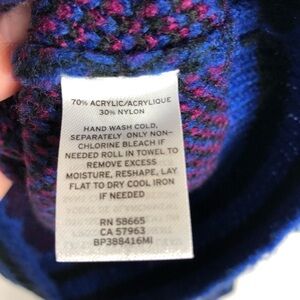 70% ACRYLIC/ACRYLIQUE
30% NYLON
HAND WASH COLD,
SEPARATELY ONLY NON-
CHLORINE BLEACH IF
NEEDED ROLL IN TOWEL TO
REMOVE EXCESS
MOISTURE, RESHAPE, LAY
FLAT TO DRY COOL IRON
IF NEEDED
RN 58665
CA 57963
BP388416MI